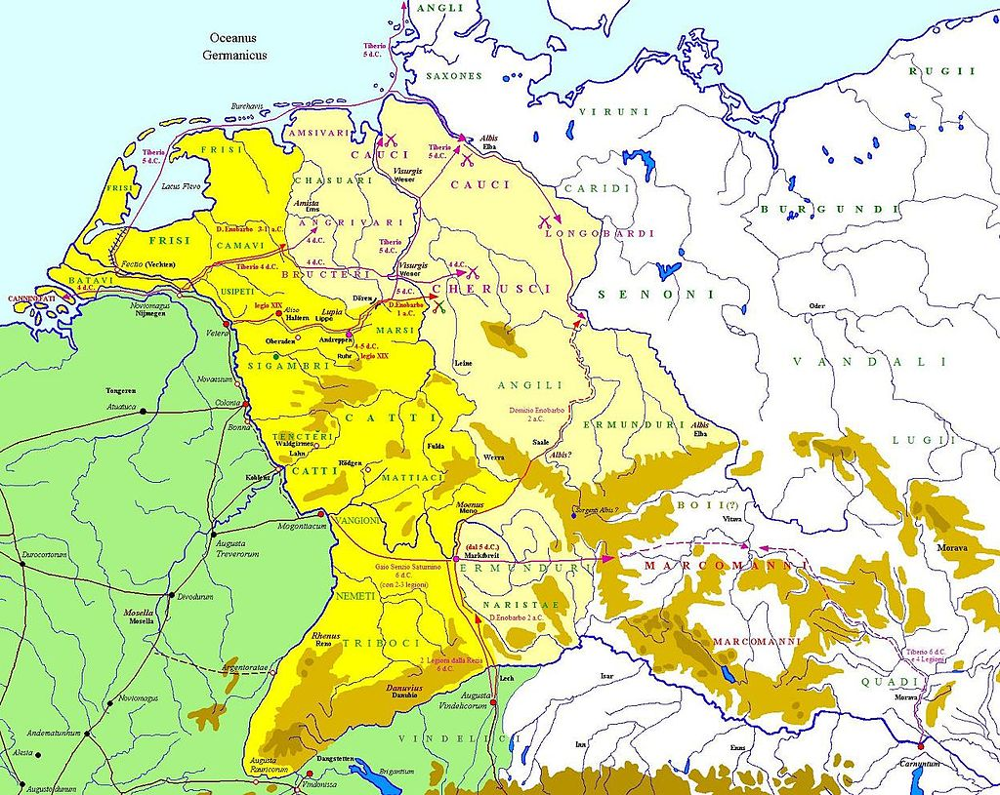 ANGLI
Oceanus
Germanicus
Tiberio
5 d.C.
SAXONES
RUGII
Burchavis
VIRUNI
AMSIVARI
FRISI
CAUCI
Tiberio
5 d.C.
Albis
Elba
Tiberio
5 d.C.
Visurgis
Weser
CHASUARI
CAUCI
CARIDI
FRISI
Lacus Flevo
Amista
Ems
BURGUNDI
D. Enobarbo 3-1 a.C.
ANGRIVARI
4 d.C.
LONGOBARDI
FRISI
CAMAVI
Tiberio
5 d.C.
Fectio (Vechten)
Tiberio 4 d.C.
4 d.C.
BRUCTERI
Visurgis
Weser
4 d.C.
BATAVI
4 d.C.
CANNINEFATI
USIPETI
5 d.C.
CHERUSCI
SENONI
Dören
D.Enobarbo
1 a.C.
Noviomagus
Nijmegen
legio XIX
Aliso
Haltern
Lupia
Lippe
Oder
Vetera
MARSI
Oberaden
Andreppen
4-5 d.C.
Ruhr
legio XIX
SIGAMBRI
Leine
VANDALI
Novaesium
ANGILI
Tongeren
Atuatuca
Colonia
Demizio Enobarbo
2 a.C.
Bonna
CATTI
ERMUNDURI
Albis
Elba
TENCTERI
Waldgirmes
Lahn
Fulda
Saale
Werra
Albis?
LUGII
Koblenz
CATTI
Rödgen
MATTIACI
Moenus
Meno
BOII(?)
Sorgenti Albis ?
Vltava
Mogontiacum
VANGIONI
Augusta
Treverorum
Morava
Durocortorum
(dal 5 d.C.)
Marktbreit
Gaio Senzio Saturnino
6 d.C.
(con 2-3 legioni)
ERMUNDURI
MARCOMANNI
Divodurum
NEMETI
NARISTAE
Mosella
Mosella
D.Enobarbo 2 a.C.
Rhenus
Reno
TRIBOCI
MARCOMANNI
Tiberio 6 d.C.
e 4 Legioni
2 Legioni dalla Rezia
6 d.C.
Argentoratae
Lech
Isar
QUADI
Danuvius
Danubio
Augusta
Vindelicorum
Morava
Noviomagus
Andematunnum
VINDELICI
Inn
Enns
Alesia
Augusta
Rauricorum
Dangstetten
Brigantium
Carnuntum
Augustodunum
Vindonissa